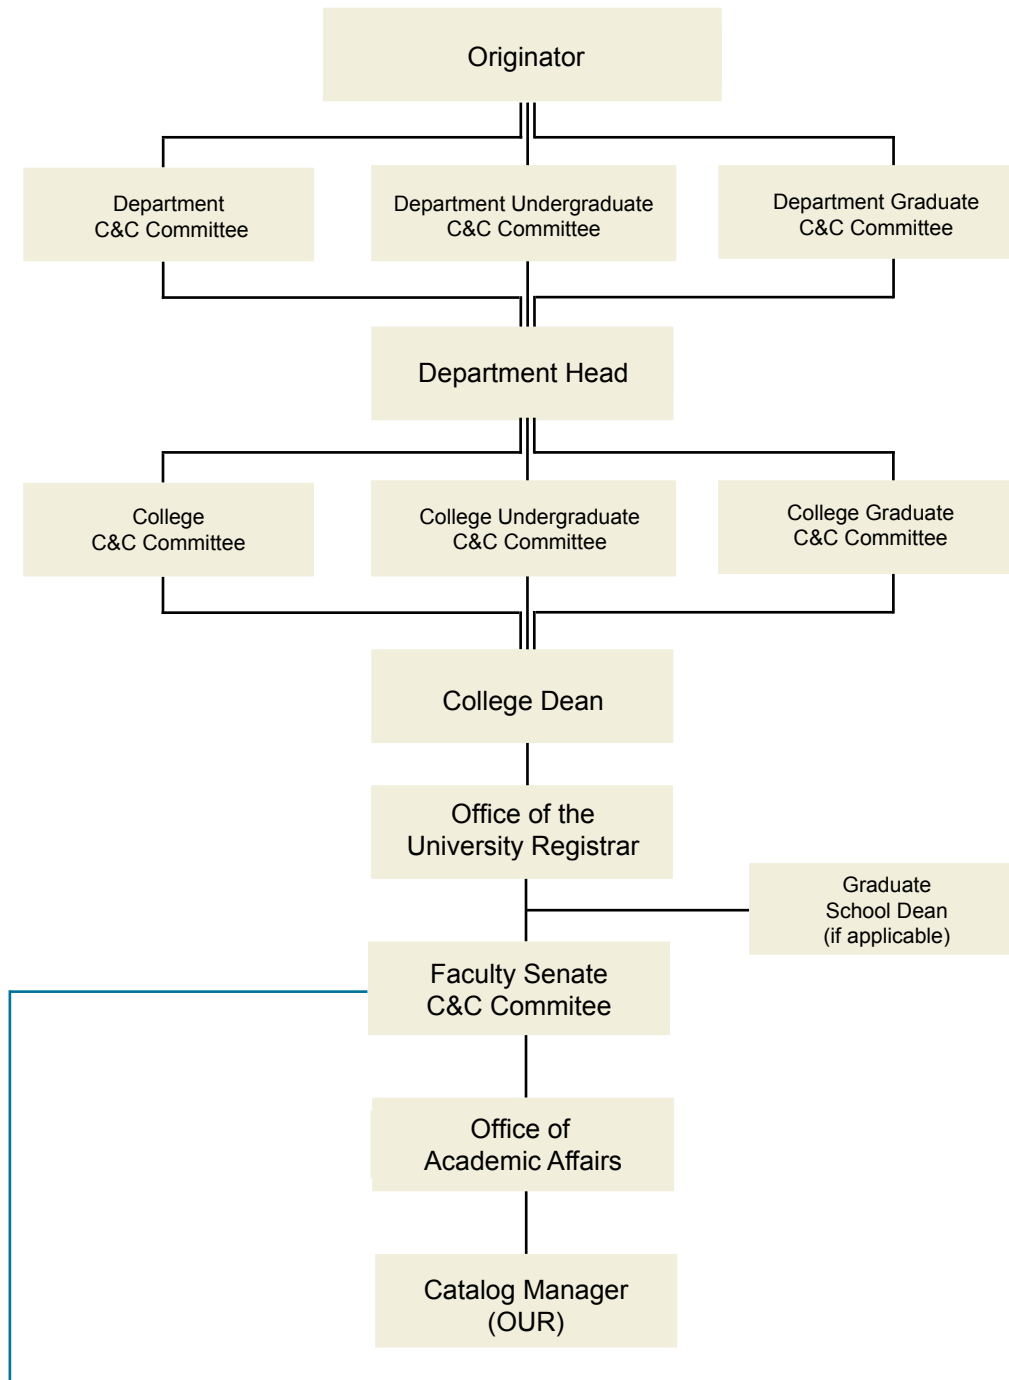 Originator
Department
C&C Committee
Department Undergraduate
C&C Committee
Department Graduate
C&C Committee
Department Head
College
C&C Committee
College Undergraduate
C&C Committee
College Graduate
C&C Committee
College Dean
Office of the
University Registrar
Graduate
School Dean
(if applicable)
Faculty Senate
C&C Commitee
Office of
Academic Affairs
Catalog Manager
(OUR)